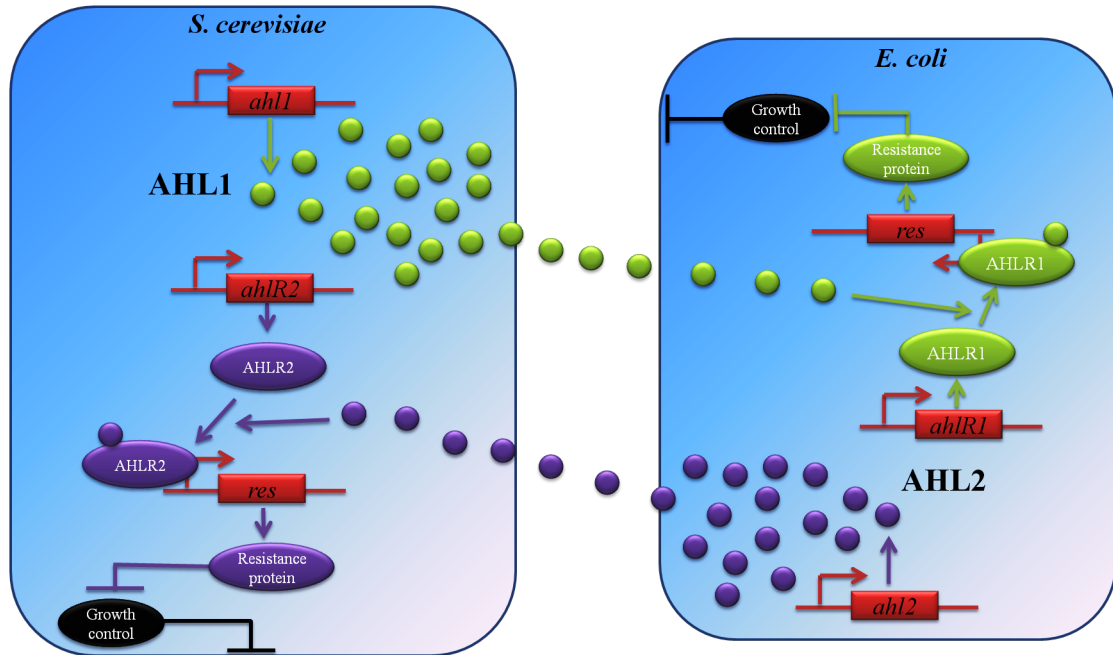 S. cerevisiae
ahl1
AHL1
ahlR2
AHLR2
AHLR2
res
Resistance
protein
Growth
control
E. coli
Growth
control
Resistance
protein
res
AHLR1
AHLR1
ahlR1
AHL2
ahl2